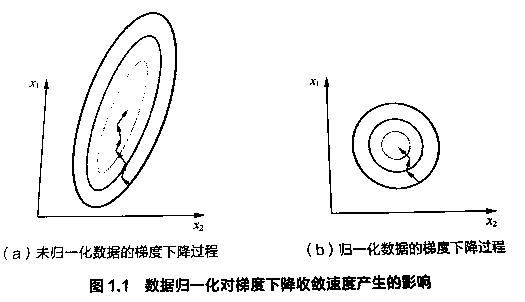 x₁
x₂
（a）未归一化数据的梯度下降过程
x₁
x₂
（b）归一化数据的梯度下降过程
图1.1 数据归一化对梯度下降收敛速度产生的影响